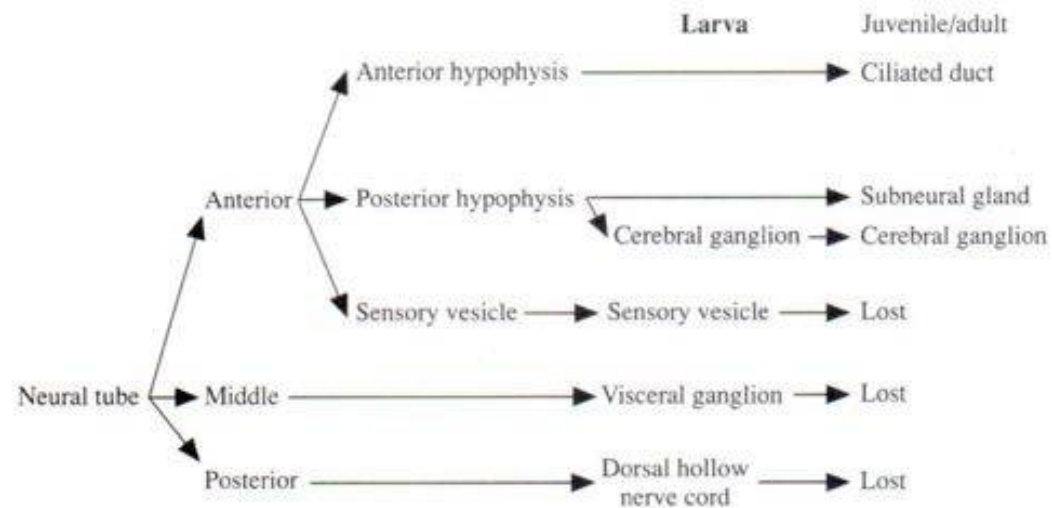 Larva Juvenile/adult
Anterior hypophysis Ciliated duct
Anterior Posterior hypophysis Subneural gland
Cerebral ganglion Cerebral ganglion
Sensory vesicle Sensory vesicle Lost
Neural tube Middle Visceral ganglion Lost
Posterior Dorsal hollow Lost
nerve cord